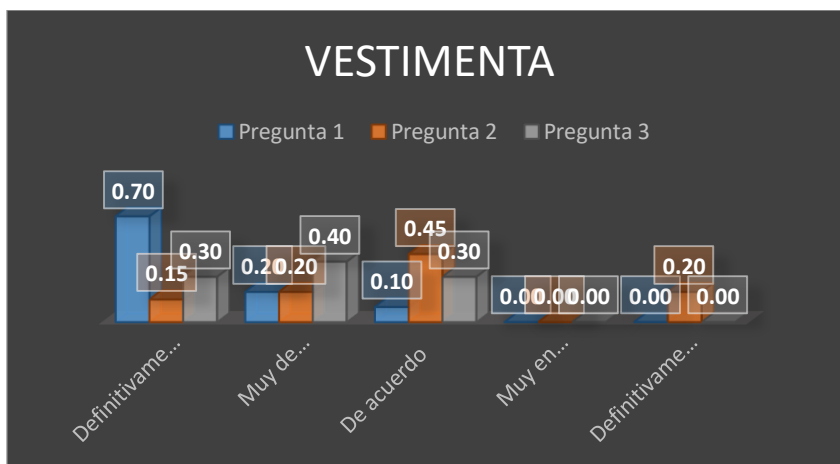 VESTIMENTA
Pregunta 1 Pregunta 2 Pregunta 3
0.70 0.15 0.30
0.20 0.20 0.40
0.10 0.45 0.30
0.00 0.00 0.00
0.00 0.20 0.00
Definitivame...
Muy de...
De acuerdo
Muy en...
Definitivame...